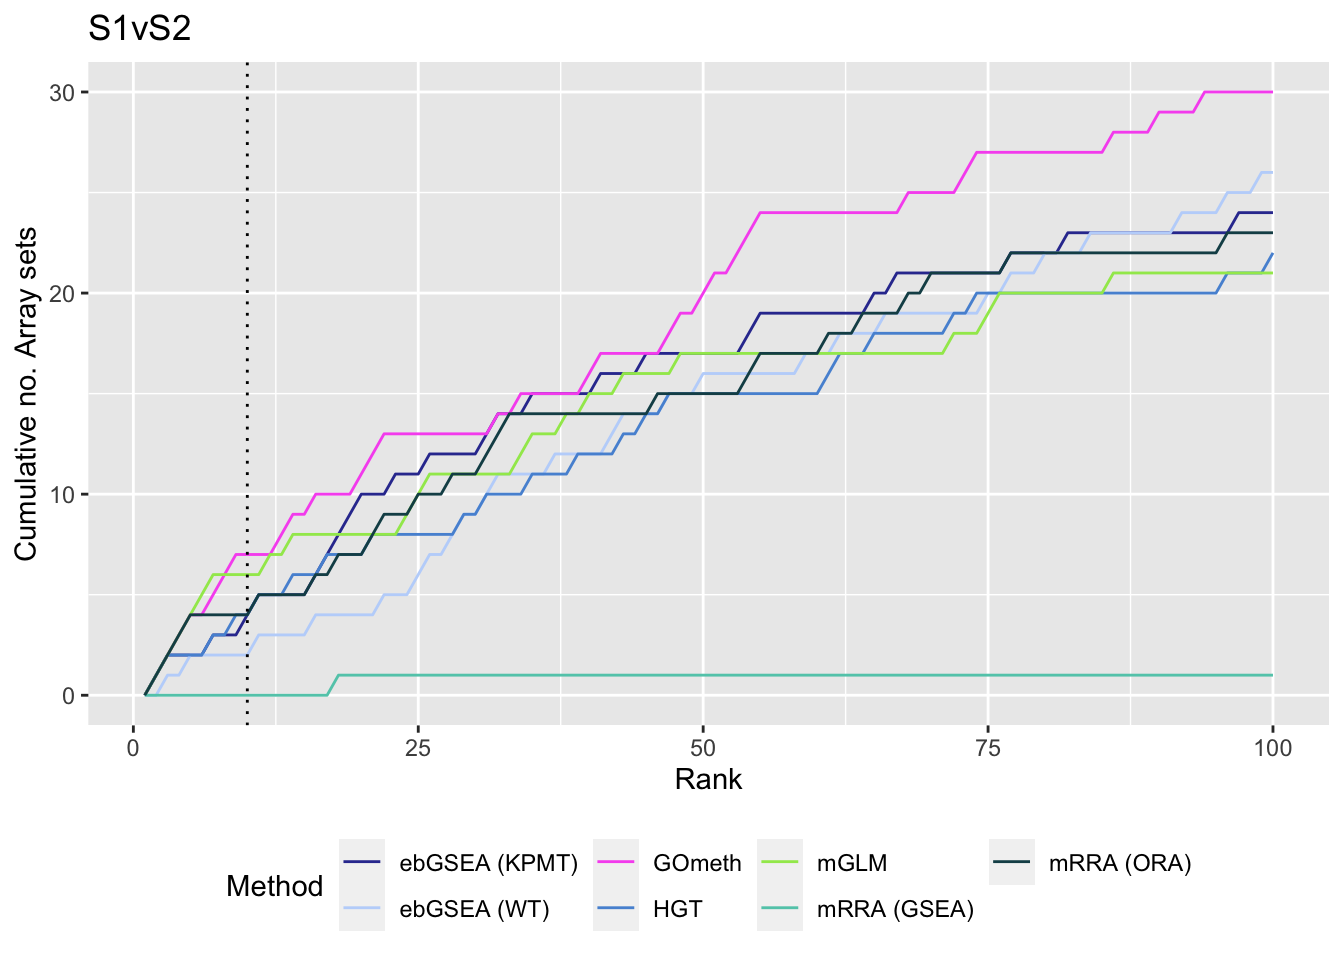 S1vS2
Cumulative no. Array sets
30
20
10
0
0 25 50 75 100
Rank
Method
ebGSEA (KPMT) GOmeth mGLM mRRA (ORA)
ebGSEA (WT) HGT mRRA (GSEA)